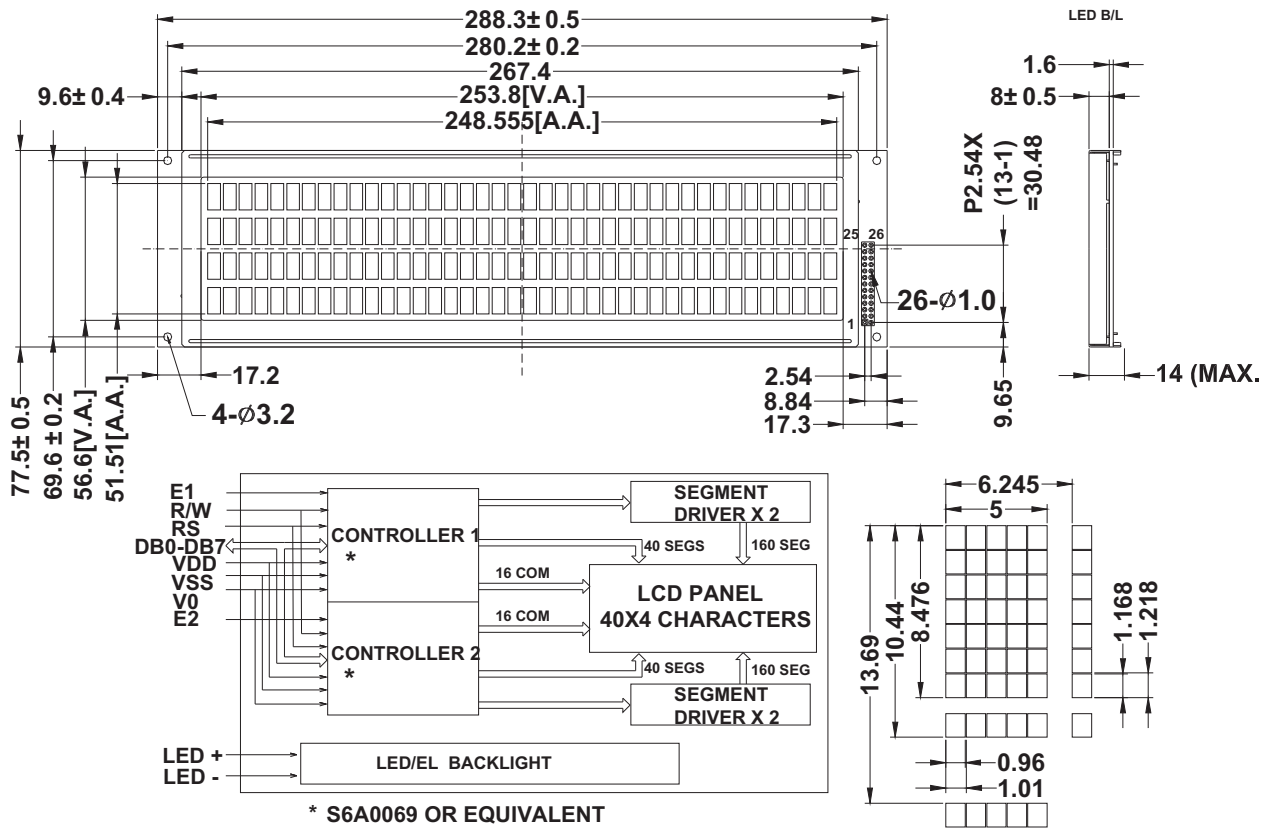 288.3± 0.5
LED B/L
280.2± 0.2
267.4
1.6
9.6± 0.4
253.8[V.A.]
8± 0.5
248.555[A.A.]
P2.54X
(13-1)
=30.48
25 26
26-∅1.0
1
17.2
2.54
14 (MAX.
8.84
4-∅3.2
17.3
9.65
77.5± 0.5
69.6 ± 0.2
56.6[V.A.]
51.51[A.A.]
E1
R/W
RS
DB0-DB7
VDD
VSS
V0
E2
CONTROLLER 1
*
CONTROLLER 2
*
SEGMENT
DRIVER X 2
40 SEGS
160 SEG
16 COM
LCD PANEL
40X4 CHARACTERS
16 COM
40 SEGS
160 SEG
SEGMENT
DRIVER X 2
LED +
LED -
LED/EL BACKLIGHT
* S6A0069 OR EQUIVALENT
6.245
5
13.69
10.44
8.476
1.168
1.218
0.96
1.01